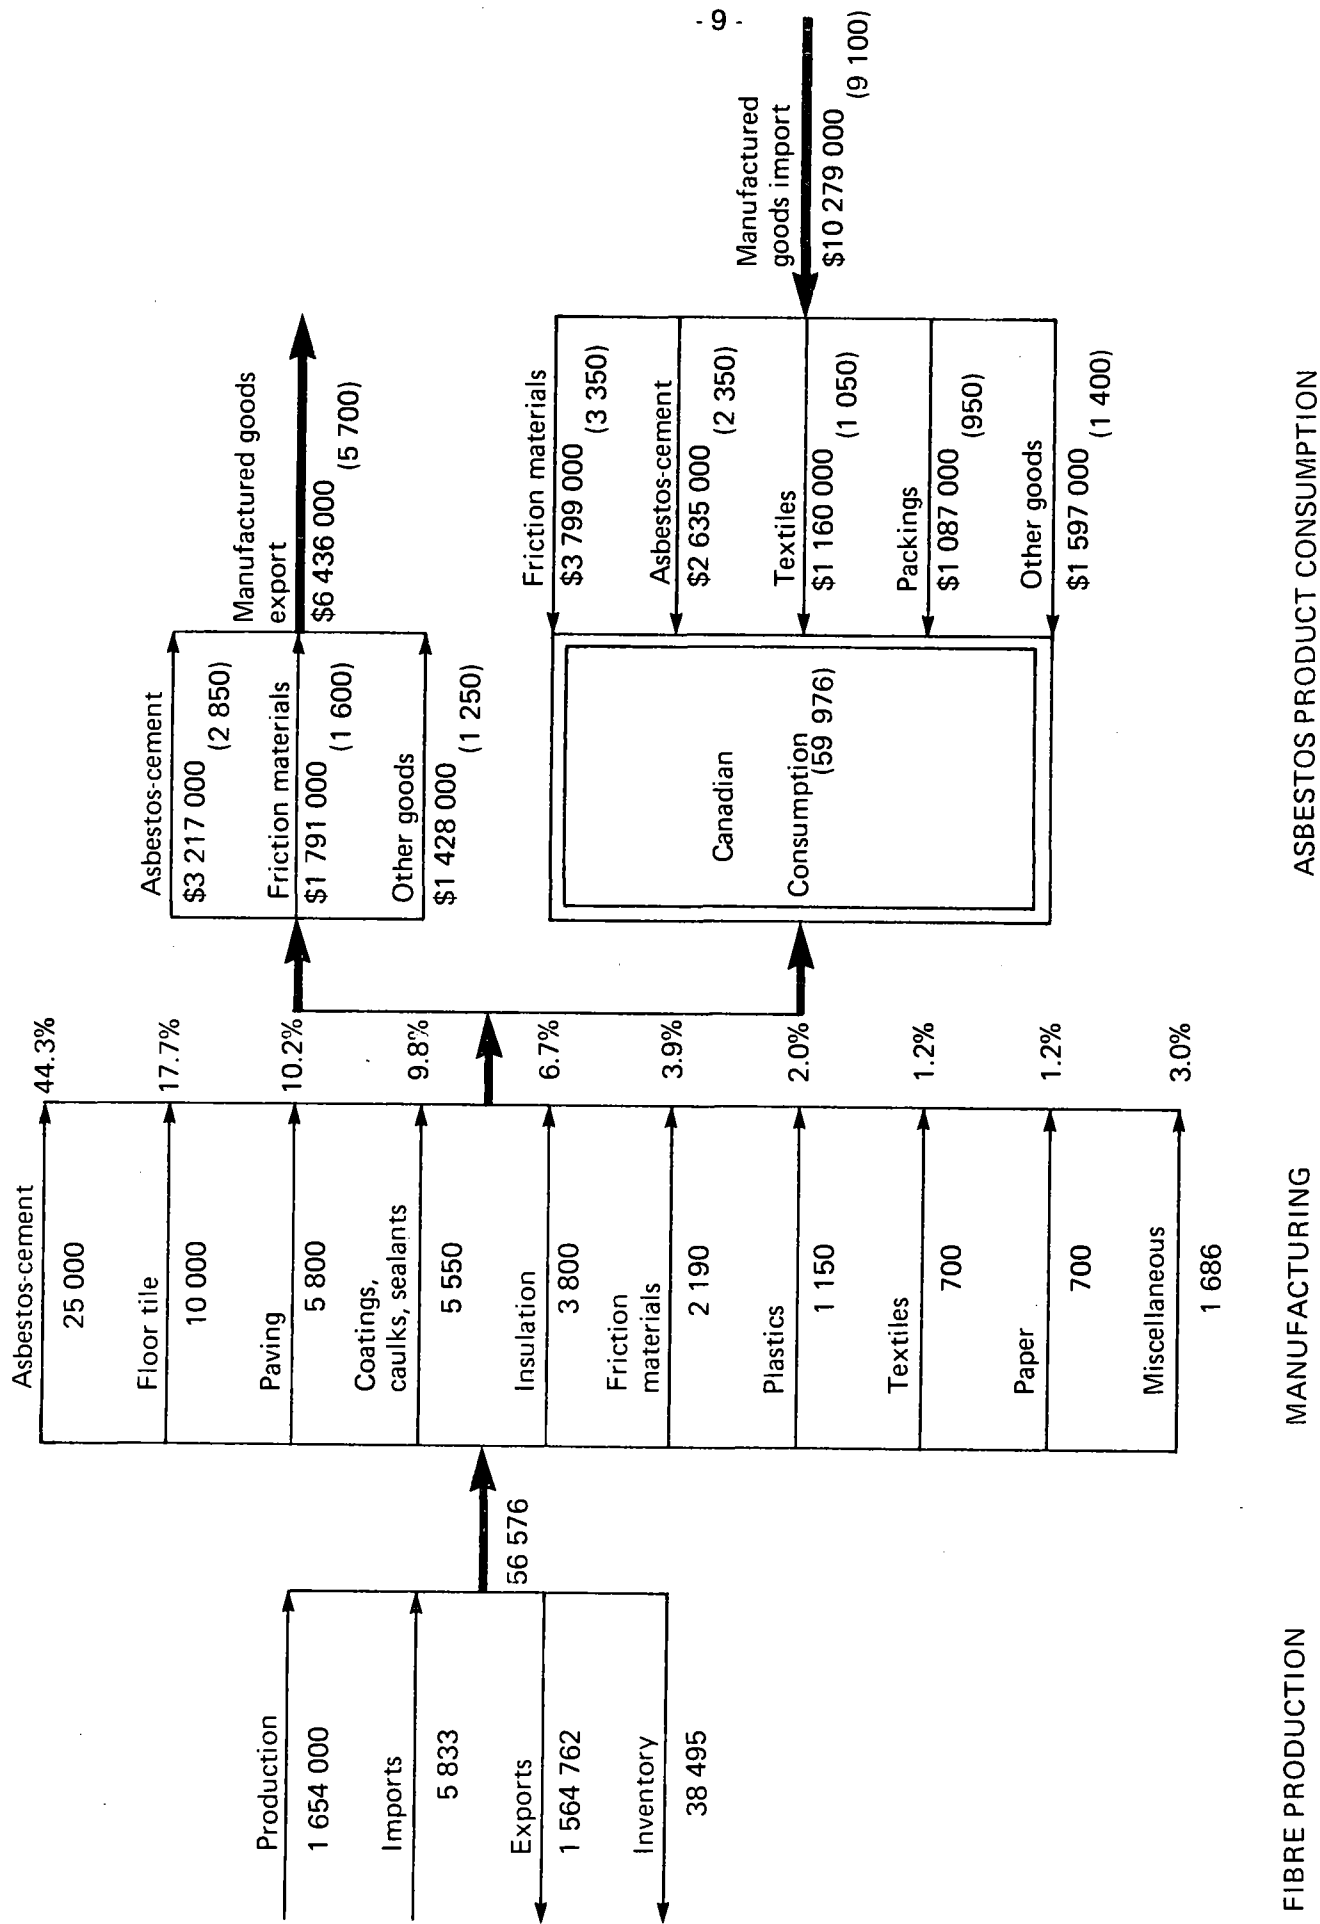 - 9 -
Production
1 654 000
Imports
5 833
Exports
1 564 762
Inventory
38 495
56 576
Asbestos-cement
25 000
44.3%
Floor tile
10 000
17.7%
Paving
5 800
10.2%
Coatings,
caulks, sealants
5 550
9.8%
Insulation
3 800
6.7%
Friction
materials
2 190
3.9%
Plastics
1 150
2.0%
Textiles
700
1.2%
Paper
700
1.2%
Miscellaneous
1 686
3.0%
Asbestos-cement
$3 217 000
(2 850)
Friction materials
$1 791 000
(1 600)
Other goods
$1 428 000
(1 250)
Manufactured goods
export
$6 436 000
(5 700)
Canadian
Consumption
(59 976)
Friction materials
$3 799 000
(3 350)
Asbestos-cement
$2 635 000
(2 350)
Textiles
$1 160 000
(1 050)
Packings
$1 087 000
(950)
Other goods
$1 597 000
(1 400)
Manufactured
goods import
$10 279 000
(9 100)
FIBRE PRODUCTION
MANUFACTURING
ASBESTOS PRODUCT CONSUMPTION